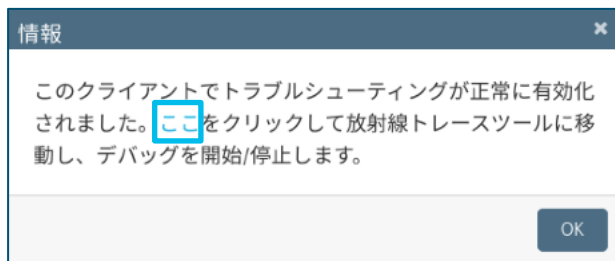 情報
このクライアントでトラブルシューティングが正常に有効化
されました。ここをクリックして放射線トレースツールに移
動し、デバッグを開始/停止します。
OK